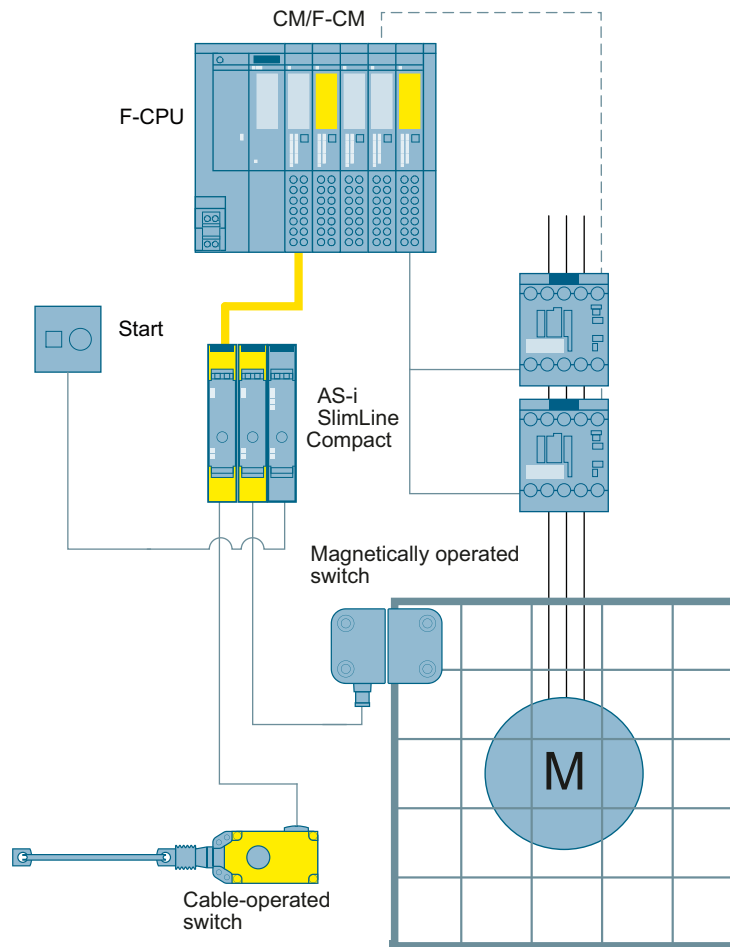 CM/F-CM
F-CPU
Start
AS-i
SlimLine
Compact
Magnetically operated
switch
M
Cable-operated
switch